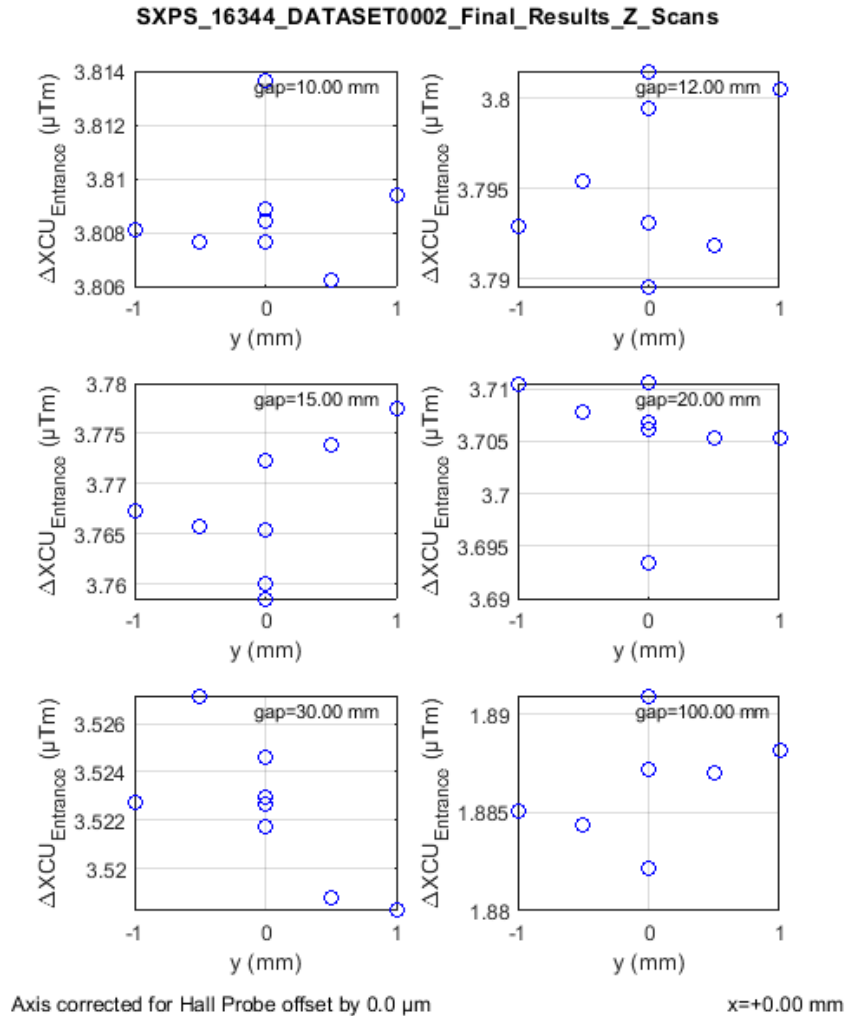 SXPS_16344_DATASET0002_Final_Results_Z_Scans
gap=10.00 mm
ΔXCU_Entrance (µTm)
3.814
3.812
3.81
3.808
3.806
-1 0 1
y (mm)
gap=12.00 mm
ΔXCU_Entrance (µTm)
3.8
3.795
3.79
-1 0 1
y (mm)
gap=15.00 mm
ΔXCU_Entrance (µTm)
3.78
3.775
3.77
3.765
3.76
-1 0 1
y (mm)
gap=20.00 mm
ΔXCU_Entrance (µTm)
3.71
3.705
3.7
3.695
3.69
-1 0 1
y (mm)
gap=30.00 mm
ΔXCU_Entrance (µTm)
3.526
3.524
3.522
3.52
-1 0 1
y (mm)
gap=100.00 mm
ΔXCU_Entrance (µTm)
1.89
1.885
1.88
-1 0 1
y (mm)
Axis corrected for Hall Probe offset by 0.0 µm
x=+0.00 mm